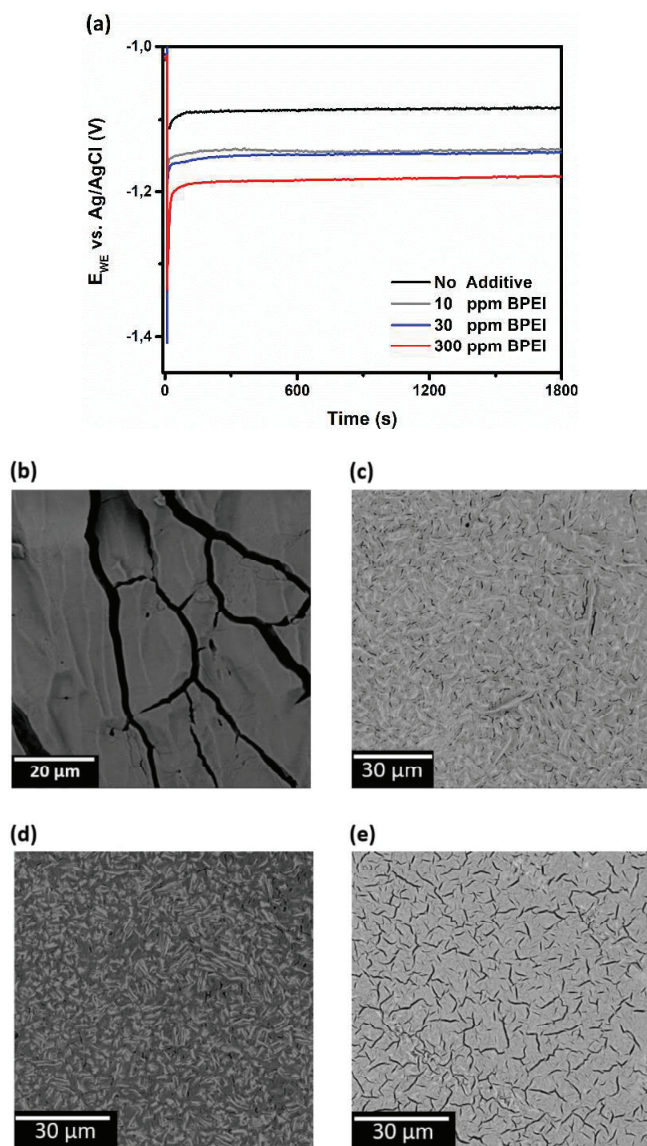 (a)
-1,0
-1,2
-1,4
E_WE vs. Ag/AgCl (V)
No Additive
10 ppm BPEI
30 ppm BPEI
300 ppm BPEI
0 600 1200 1800
Time (s)
(b) (c)
20 µm 30 µm
(d) (e)
30 µm 30 µm